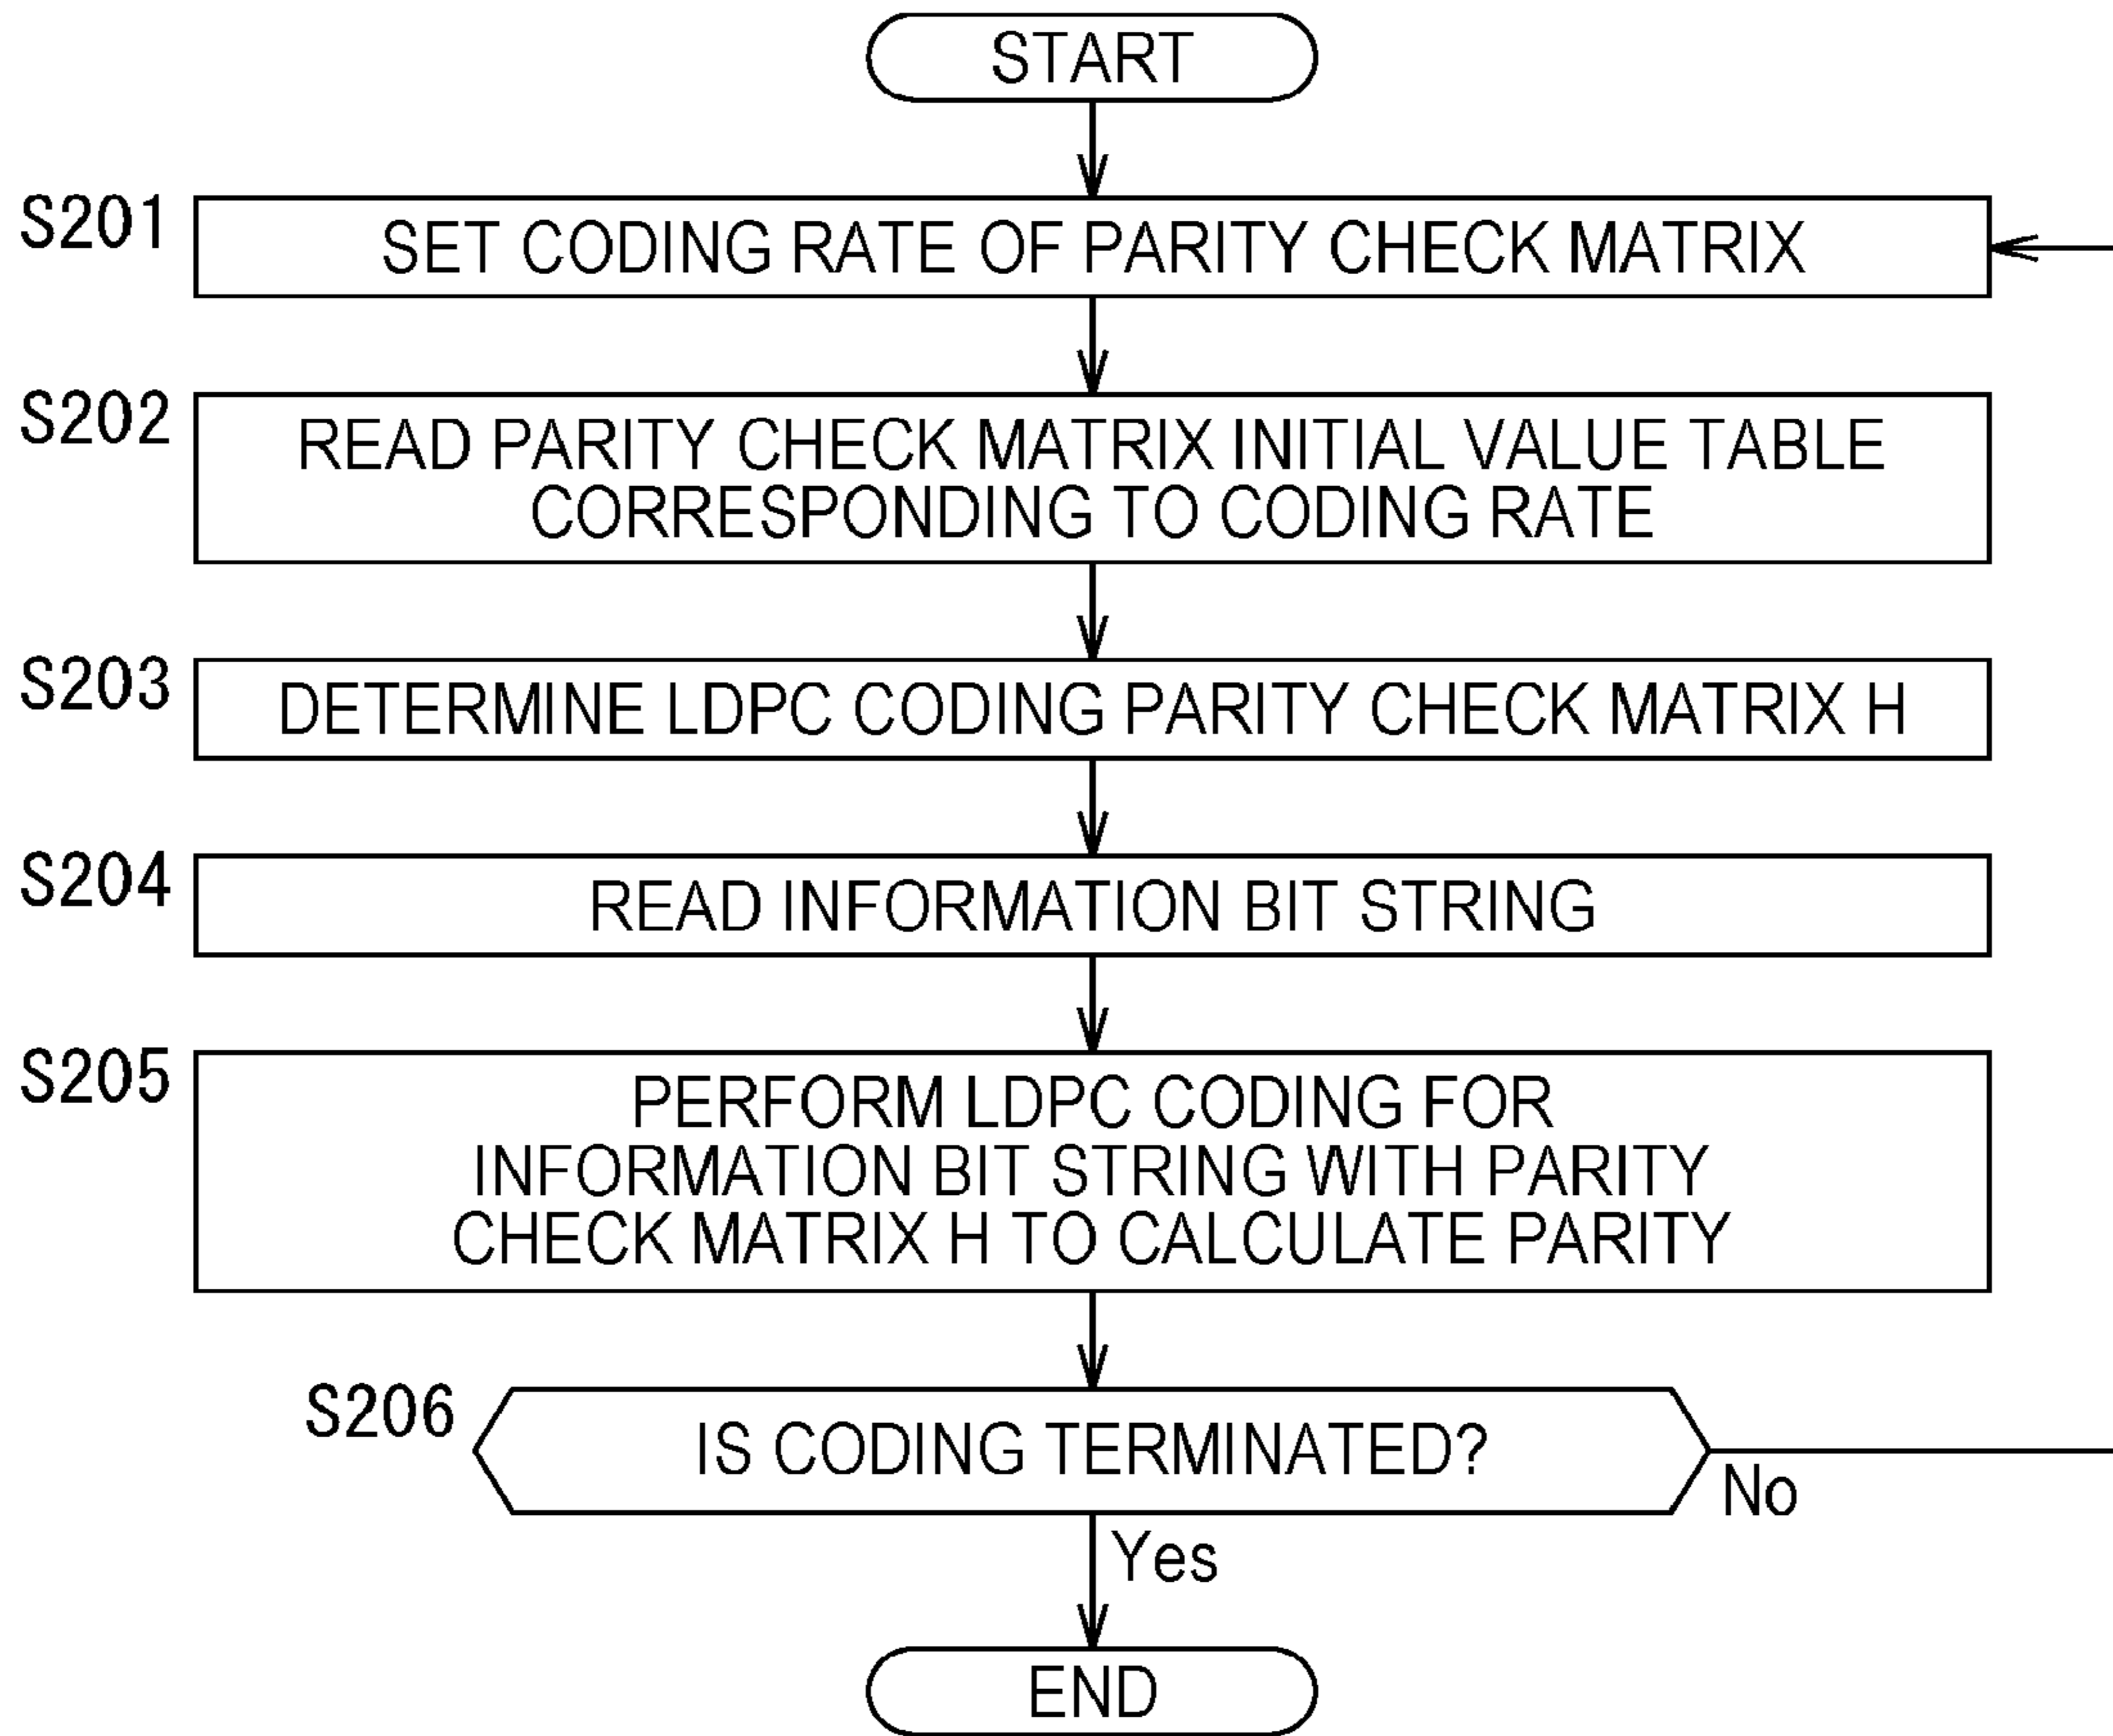 START
S201
SET CODING RATE OF PARITY CHECK MATRIX
S202
READ PARITY CHECK MATRIX INITIAL VALUE TABLE
CORRESPONDING TO CODING RATE
S203
DETERMINE LDPC CODING PARITY CHECK MATRIX H
S204
READ INFORMATION BIT STRING
S205
PERFORM LDPC CODING FOR
INFORMATION BIT STRING WITH PARITY
CHECK MATRIX H TO CALCULATE PARITY
S206
IS CODING TERMINATED?
No
Yes
END